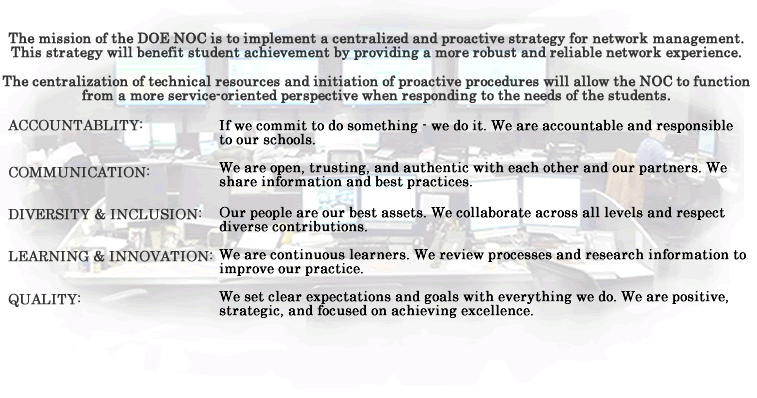 The mission of the DOE NOC is to implement a centralized and proactive strategy for network management.
This strategy will benefit student achievement by providing a more robust and reliable network experience.
The centralization of technical resources and initiation of proactive procedures will allow the NOC to function
from a more service-oriented perspective when responding to the needs of the students.
ACCOUNTABLITY: If we commit to do something - we do it. We are accountable and responsible
to our schools.
COMMUNICATION: We are open, trusting, and authentic with each other and our partners. We
share information and best practices.
DIVERSITY & INCLUSION: Our people are our best assets. We collaborate across all levels and respect
diverse contributions.
LEARNING & INNOVATION: We are continuous learners. We review processes and research information to
improve our practice.
QUALITY: We set clear expectations and goals with everything we do. We are positive,
strategic, and focused on achieving excellence.